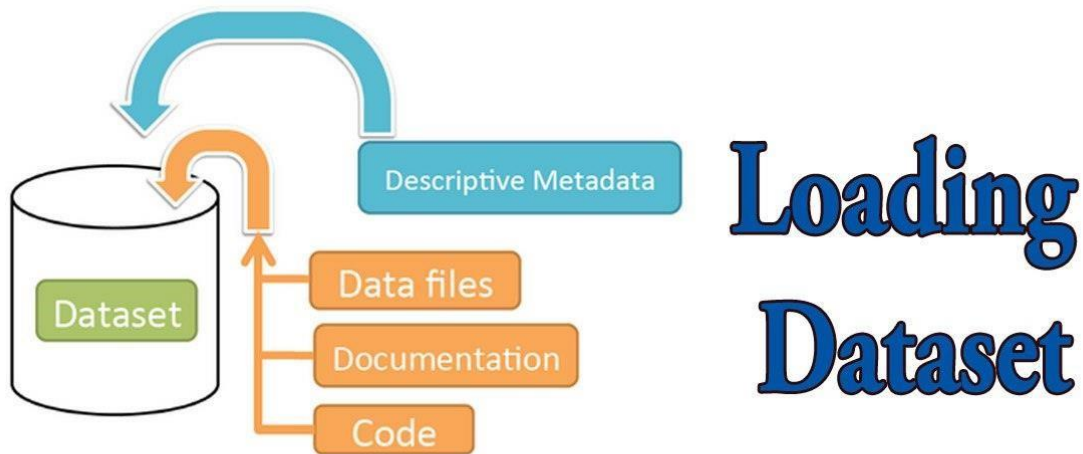 Descriptive Metadata
Dataset
Data files
Documentation
Code
Loading
Dataset